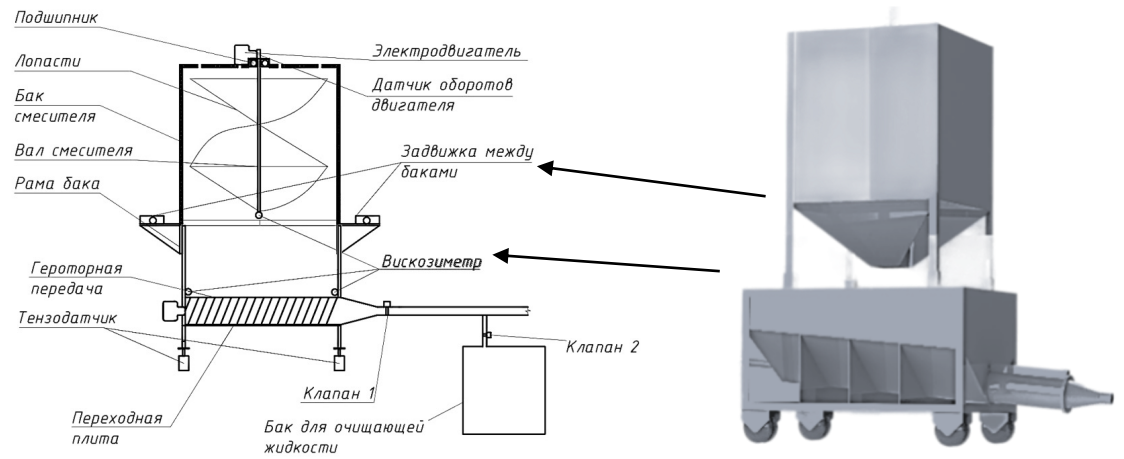 Подшипник
Электродвигатель
Лопасти
Датчик оборотов
двигателя
Бак
смесителя
Вал смесителя
Задвижка между
баками
Рама бака
Вискозиметр
Героторная
передача
Тензодатчик
Клапан 2
Клапан 1
Переходная
плита
Бак для очищающей
жидкости